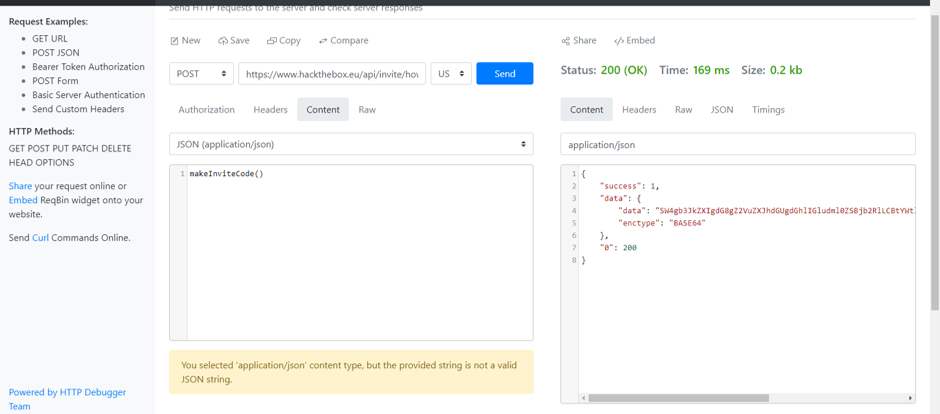 Send HTTP requests to the server and check server responses
Request Examples:
GET URL
POST JSON
Bearer Token Authorization
POST Form
Basic Server Authentication
Send Custom Headers
HTTP Methods:
GET POST PUT PATCH DELETE
HEAD OPTIONS
Share your request online or
Embed ReqBin widget onto your
website.
Send Curl Commands Online.
Powered by HTTP Debugger
Team
New Save Copy Compare
POST https://www.hackthebox.eu/api/invite/hov US Send
Authorization Headers Content Raw
JSON (application/json)
1 makeInviteCode()
You selected 'application/json' content type, but the provided string is not a valid
JSON string.
Share Embed
Status: 200 (OK) Time: 169 ms Size: 0.2 kb
Content Headers Raw JSON Timings
application/json
1 {
2 "success": 1,
3 "data": {
4 "data": "SW4gb3JkZXIgdG8gZ2VuZXJhdGUgdGhlIGludml0ZSBjb2RlLCBtYWt
5 "enctype": "BASE64"
6 },
7 "0": 200
8 }